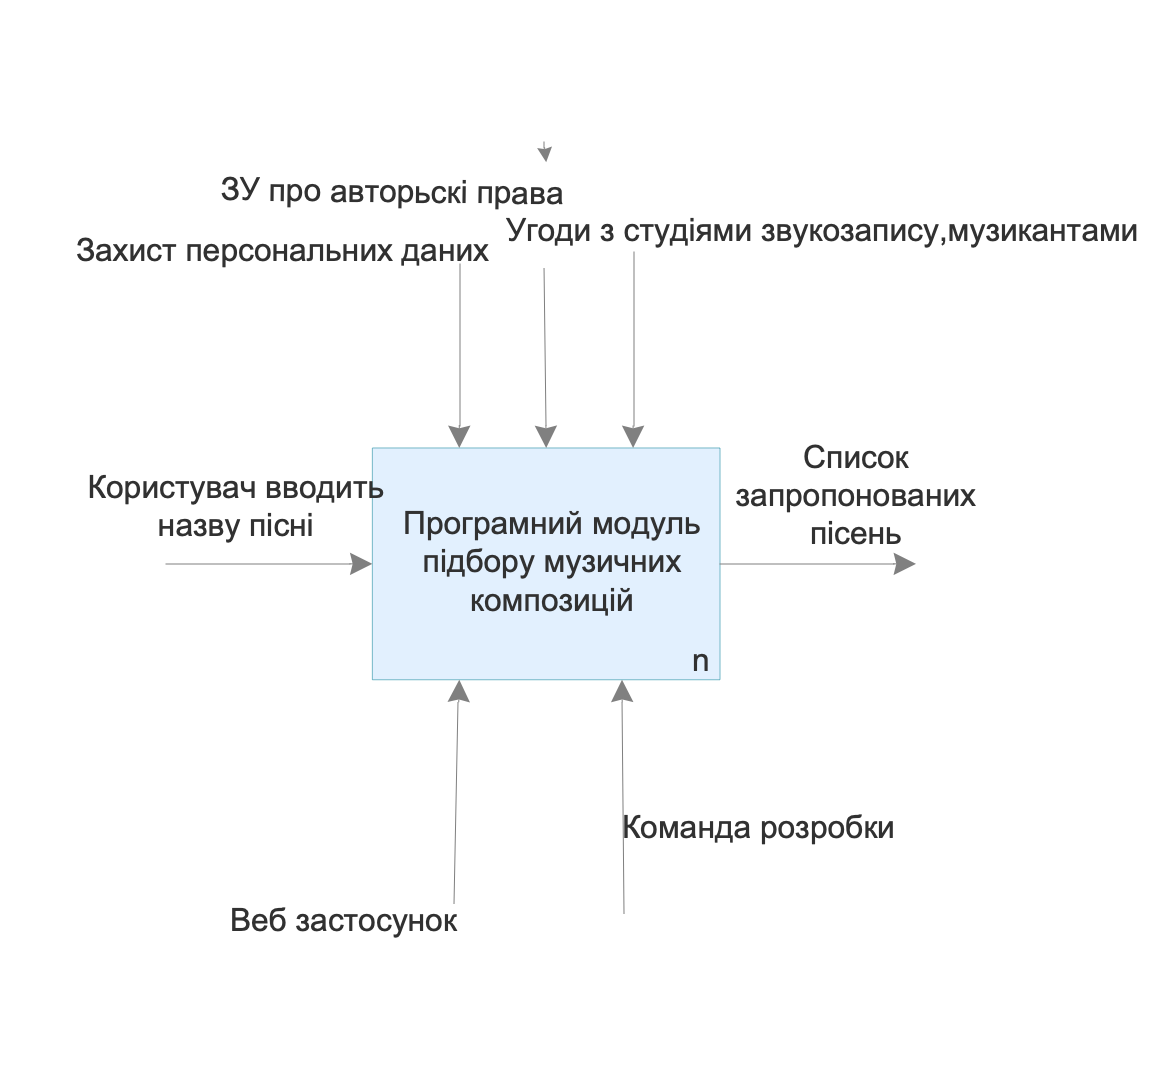 ЗУ про авторьскі права
Угоди з студіями звукозапису,музикантами
Захист персональних даних
Користувач вводить
назву пісні
Програмний модуль
підбору музичних
композицій
n
Список
запропонованих
пісень
Команда розробки
Веб застосунок